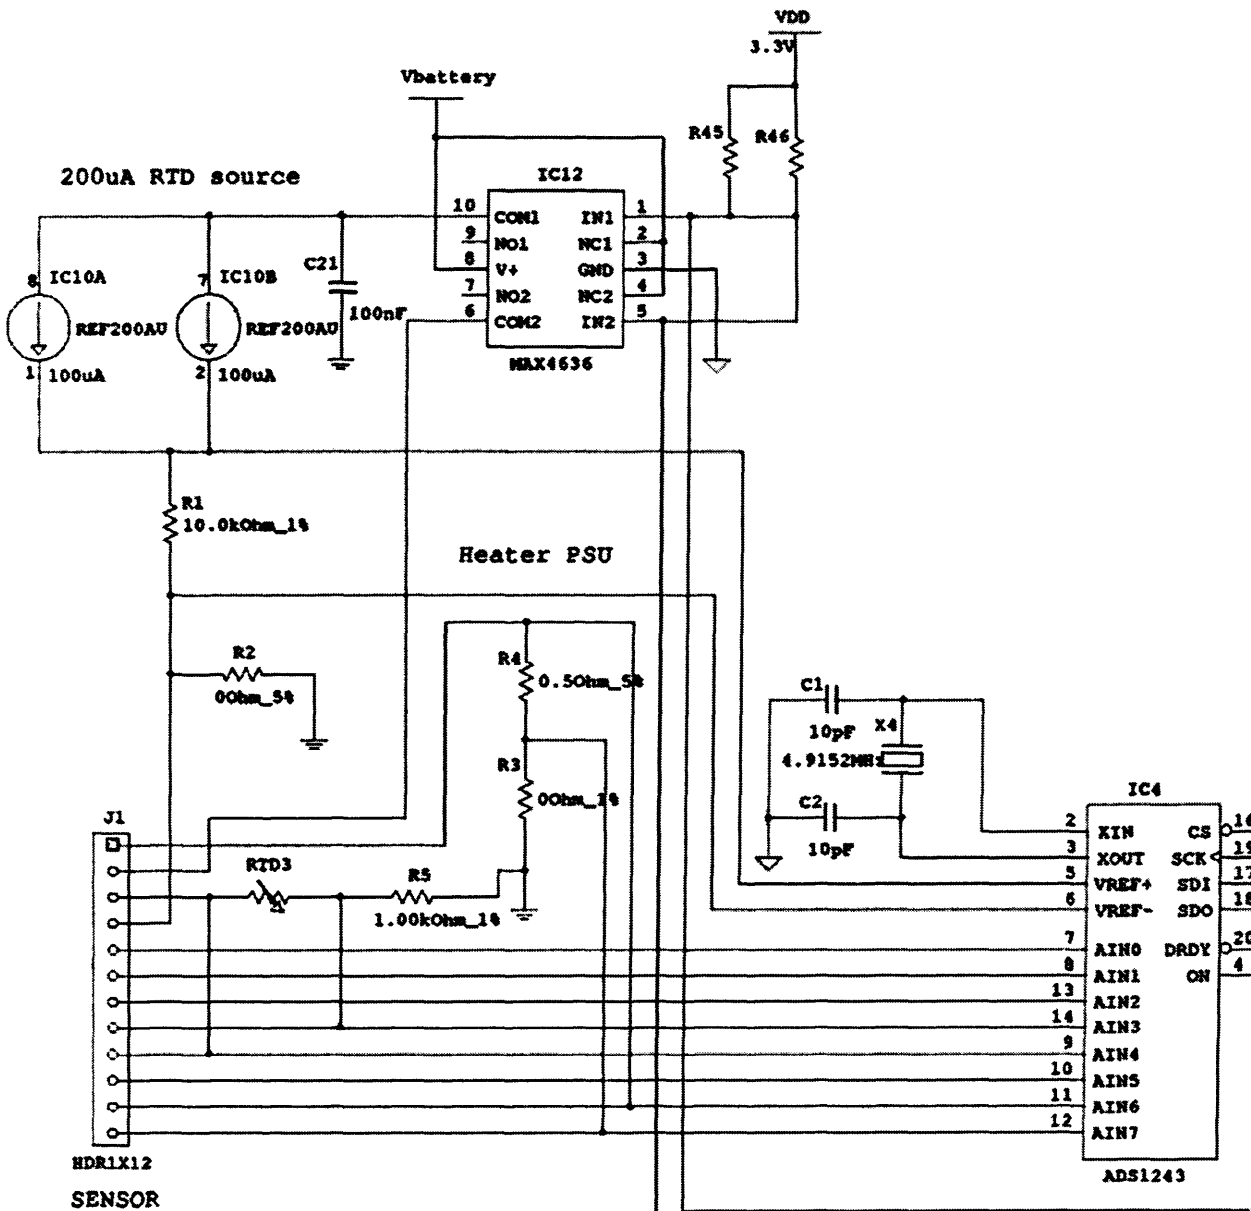 VDD
3.3V
Vbattery
R45
R46
200uA RTD source
IC12
10
COM1
IN1
1
9
NO1
NC1
2
8
V+
GND
3
7
NO2
NC2
4
6
COM2
IN2
5
MAX4636
8
IC10A
REF200AU
1
100uA
7
IC10B
REF200AU
2
100uA
C21
100nF
R1
10.0kOhm_1%
Heater PSU
R2
0Ohm_5%
R4
0.5Ohm_5%
R3
0Ohm_1%
C1
10pF
X4
4.9152MHz
C2
10pF
J1
RTD3
R5
1.00kOhm_1%
IC4
2
XIN
CS
16
3
XOUT
SCK
19
5
VREF+
SDI
17
6
VREF-
SDO
18
7
AIN0
DRDY
20
8
AIN1
ON
4
13
AIN2
14
AIN3
9
AIN4
10
AIN5
11
AIN6
12
AIN7
ADS1243
HDR1X12
SENSOR